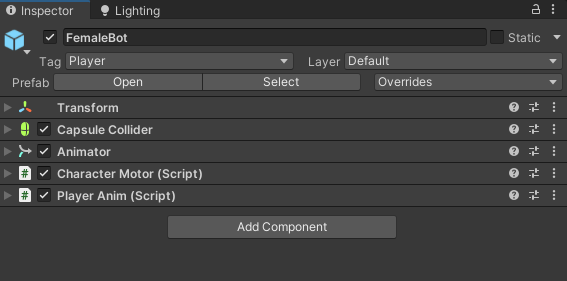 Inspector Lighting
FemaleBot Static
Tag Player Layer Default
Prefab Open Select Overrides
Transform
Capsule Collider
Animator
# Character Motor (Script)
# Player Anim (Script)
Add Component